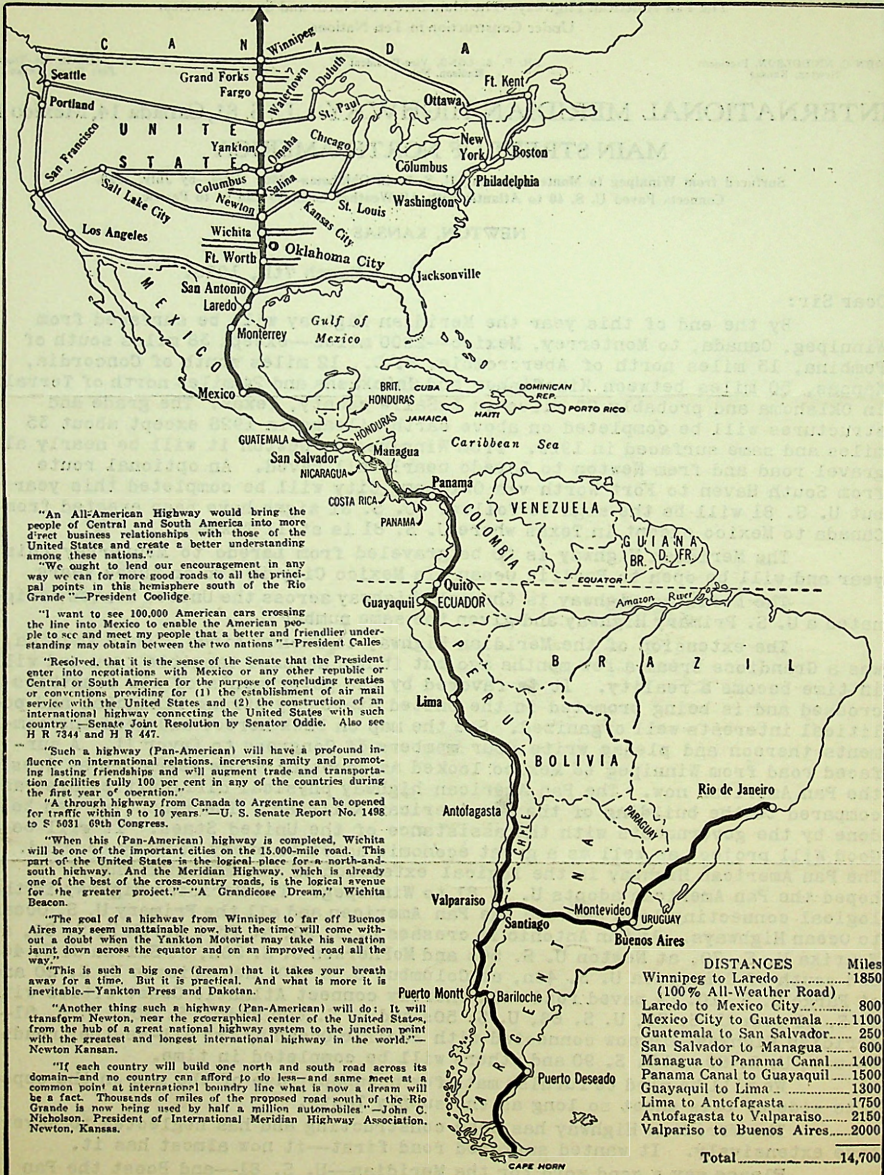 CANADA
Winnipeg
Seattle
Grand Forks
Fargo
Watertown
Duluth
St. Paul
Ottawa
Ft. Kent
Portland
UNITE
STATE
San Francisco
Yankton
Omaha
Chicago
New York
Boston
Columbus
Philadelphia
Washington
Columbus
Salina
Salt Lake City
Newton
Kansas City
St. Louis
Los Angeles
Wichita
Oklahoma City
Ft. Worth
Jacksonville
San Antonio
Laredo
MEXICO
Monterrey
Gulf of
Mexico
Mexico
BRIT.
HONDURAS
CUBA
DOMINICAN
REP.
JAMAICA
HAITI
PORTO RICO
GUATEMALA
HONDURAS
San Salvador
Managua
NICARAGUA
Caribbean Sea
COSTA RICA
Panama
PANAMA
COLOMBIA
VENEZUELA
GUIANA
BR. D. FR.
EQUATOR
Quito
Guayaquil
ECUADOR
Amazon River
PERU
BRAZIL
Lima
BOLIVIA
Rio de Janeiro
Antofagasta
CHILE
PARAGUAY
Valparaiso
Santiago
Montevideo
URUGUAY
Buenos Aires
ARGENTINA
Puerto Montt
Bariloche
Puerto Deseado
CAPE HORN
"An All-American Highway would bring the
people of Central and South America into more
direct business relationships with those of the
United States and create a better understanding
among these nations."
"We ought to lend our encouragement in any
way we can for more good roads to all the princi-
pal points in this hemisphere south of the Rio
Grande"—President Coolidge.
"I want to see 100,000 American cars crossing
the line into Mexico to enable the American peo-
ple to see and meet my people that a better and friendlier under-
standing may obtain between the two nations"—President Calles
"Resolved, that it is the sense of the Senate that the President
enter into negotiations with Mexico or any other republic or
Central or South America for the purpose of concluding treaties
or conventions providing for (1) the establishment of air mail
service with the United States and (2) the construction of an
international highway connecting the United States with such
country"—Senate Joint Resolution by Senator Oddie. Also see
H R 7344 and H R 447.
"Such a highway (Pan-American) will have a profound in-
fluence on international relations, increasing amity and promot-
ing lasting friendships and will augment trade and transporta-
tion facilities fully 100 per cent in any of the countries during
the first year of operation."
"A through highway from Canada to Argentine can be opened
for traffic within 9 to 10 years"—U. S. Senate Report No. 1498
to S 5031 69th Congress.
"When this (Pan-American) highway is completed, Wichita
will be one of the important cities on the 15,000-mile road. This
part of the United States is the logical place for a north-and-
south highway. And the Meridian Highway, which is already
one of the best of the cross-country roads, is the logical avenue
for the greater project."—"A Grandiose Dream," Wichita
Beacon.
"The goal of a highway from Winnipeg to far off Buenos
Aires may seem unattainable now, but the time will come with-
out a doubt when the Yankton Motorist may take his vacation
jaunt down across the equator and on an improved road all the
way."
"This is such a big one (dream) that it takes your breath
away for a time. But it is practical. And what is more it is
inevitable.—Yankton Press and Dakotan.
"Another thing such a highway (Pan-American) will do: It will
transform Newton, near the geographical center of the United States,
from the hub of a great national highway system to the junction point
with the greatest and longest international highway in the world."—
Newton Kansan.
"If each country will build one north and south road across its
domain—and no country can afford to do less—and same meet at a
common point at international boundry line what is now a dream will
be a fact. Thousands of miles of the proposed road south of the Rio
Grande is now being used by half a million automobiles"—John C.
Nicholson, President of International Meridian Highway Association,
Newton, Kansas.
DISTANCES Miles
Winnipeg to Laredo 1850
(100% All-Weather Road)
Laredo to Mexico City 800
Mexico City to Guatemala 1100
Guatemala to San Salvador 250
San Salvador to Managua 600
Managua to Panama Canal 1400
Panama Canal to Guayaquil 1500
Guayaquil to Lima 1300
Lima to Antofagasta 1750
Antofagasta to Valparaiso 2150
Valpariso to Buenos Aires 2000
Total 14,700